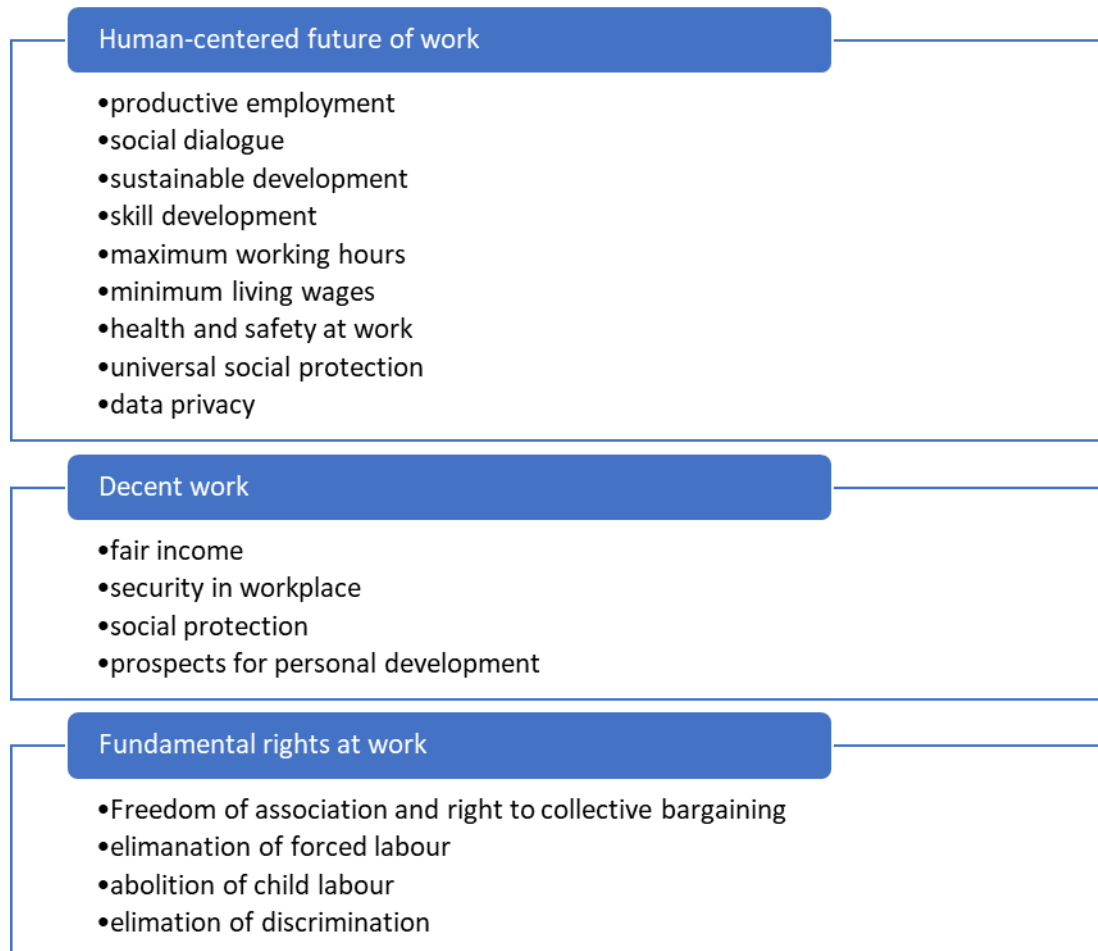 Human-centered future of work
•productive employment
•social dialogue
•sustainable development
•skill development
•maximum working hours
•minimum living wages
•health and safety at work
•universal social protection
•data privacy
Decent work
•fair income
•security in workplace
•social protection
•prospects for personal development
Fundamental rights at work
•Freedom of association and right to collective bargaining
•elimanation of forced labour
•abolition of child labour
•elimation of discrimination